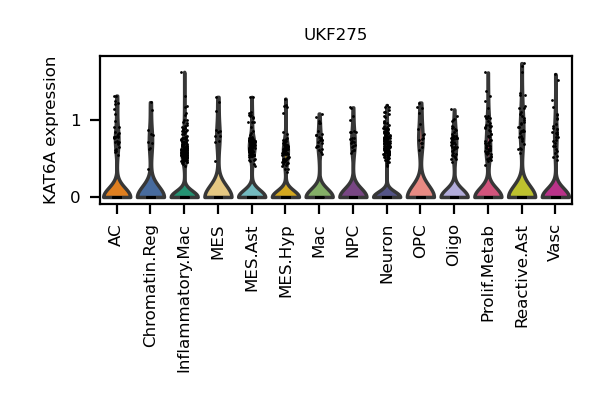 UKF275
KAT6A expression
1
0
AC
Chromatin.Reg
Inflammatory.Mac
MES
MES.Ast
MES.Hyp
Mac
NPC
Neuron
OPC
Oligo
Prolif.Metab
Reactive.Ast
Vasc